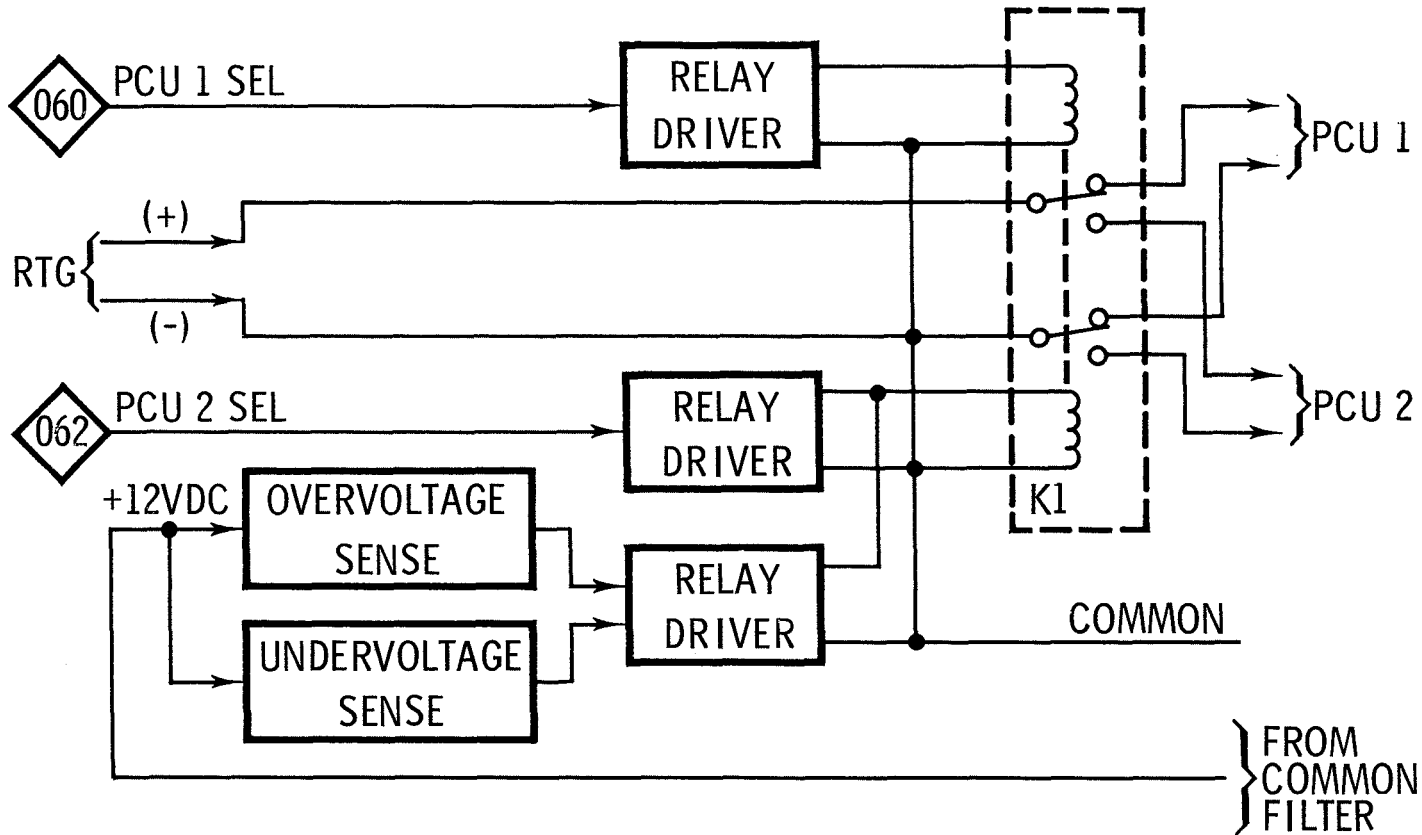 060
PCU 1 SEL
RELAY
DRIVER
PCU 1
(+)
RTG
(-)
062
PCU 2 SEL
RELAY
DRIVER
PCU 2
K1
+12VDC
OVERVOLTAGE
SENSE
RELAY
DRIVER
COMMON
UNDERVOLTAGE
SENSE
FROM
COMMON
FILTER